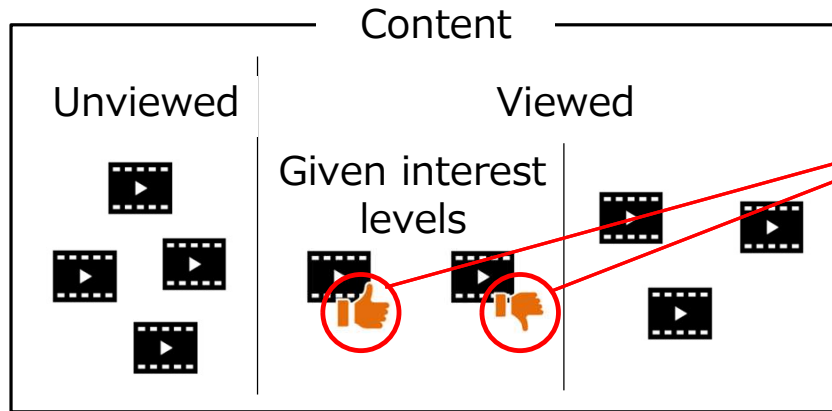 Content
Unviewed
Viewed
Given interest
levels